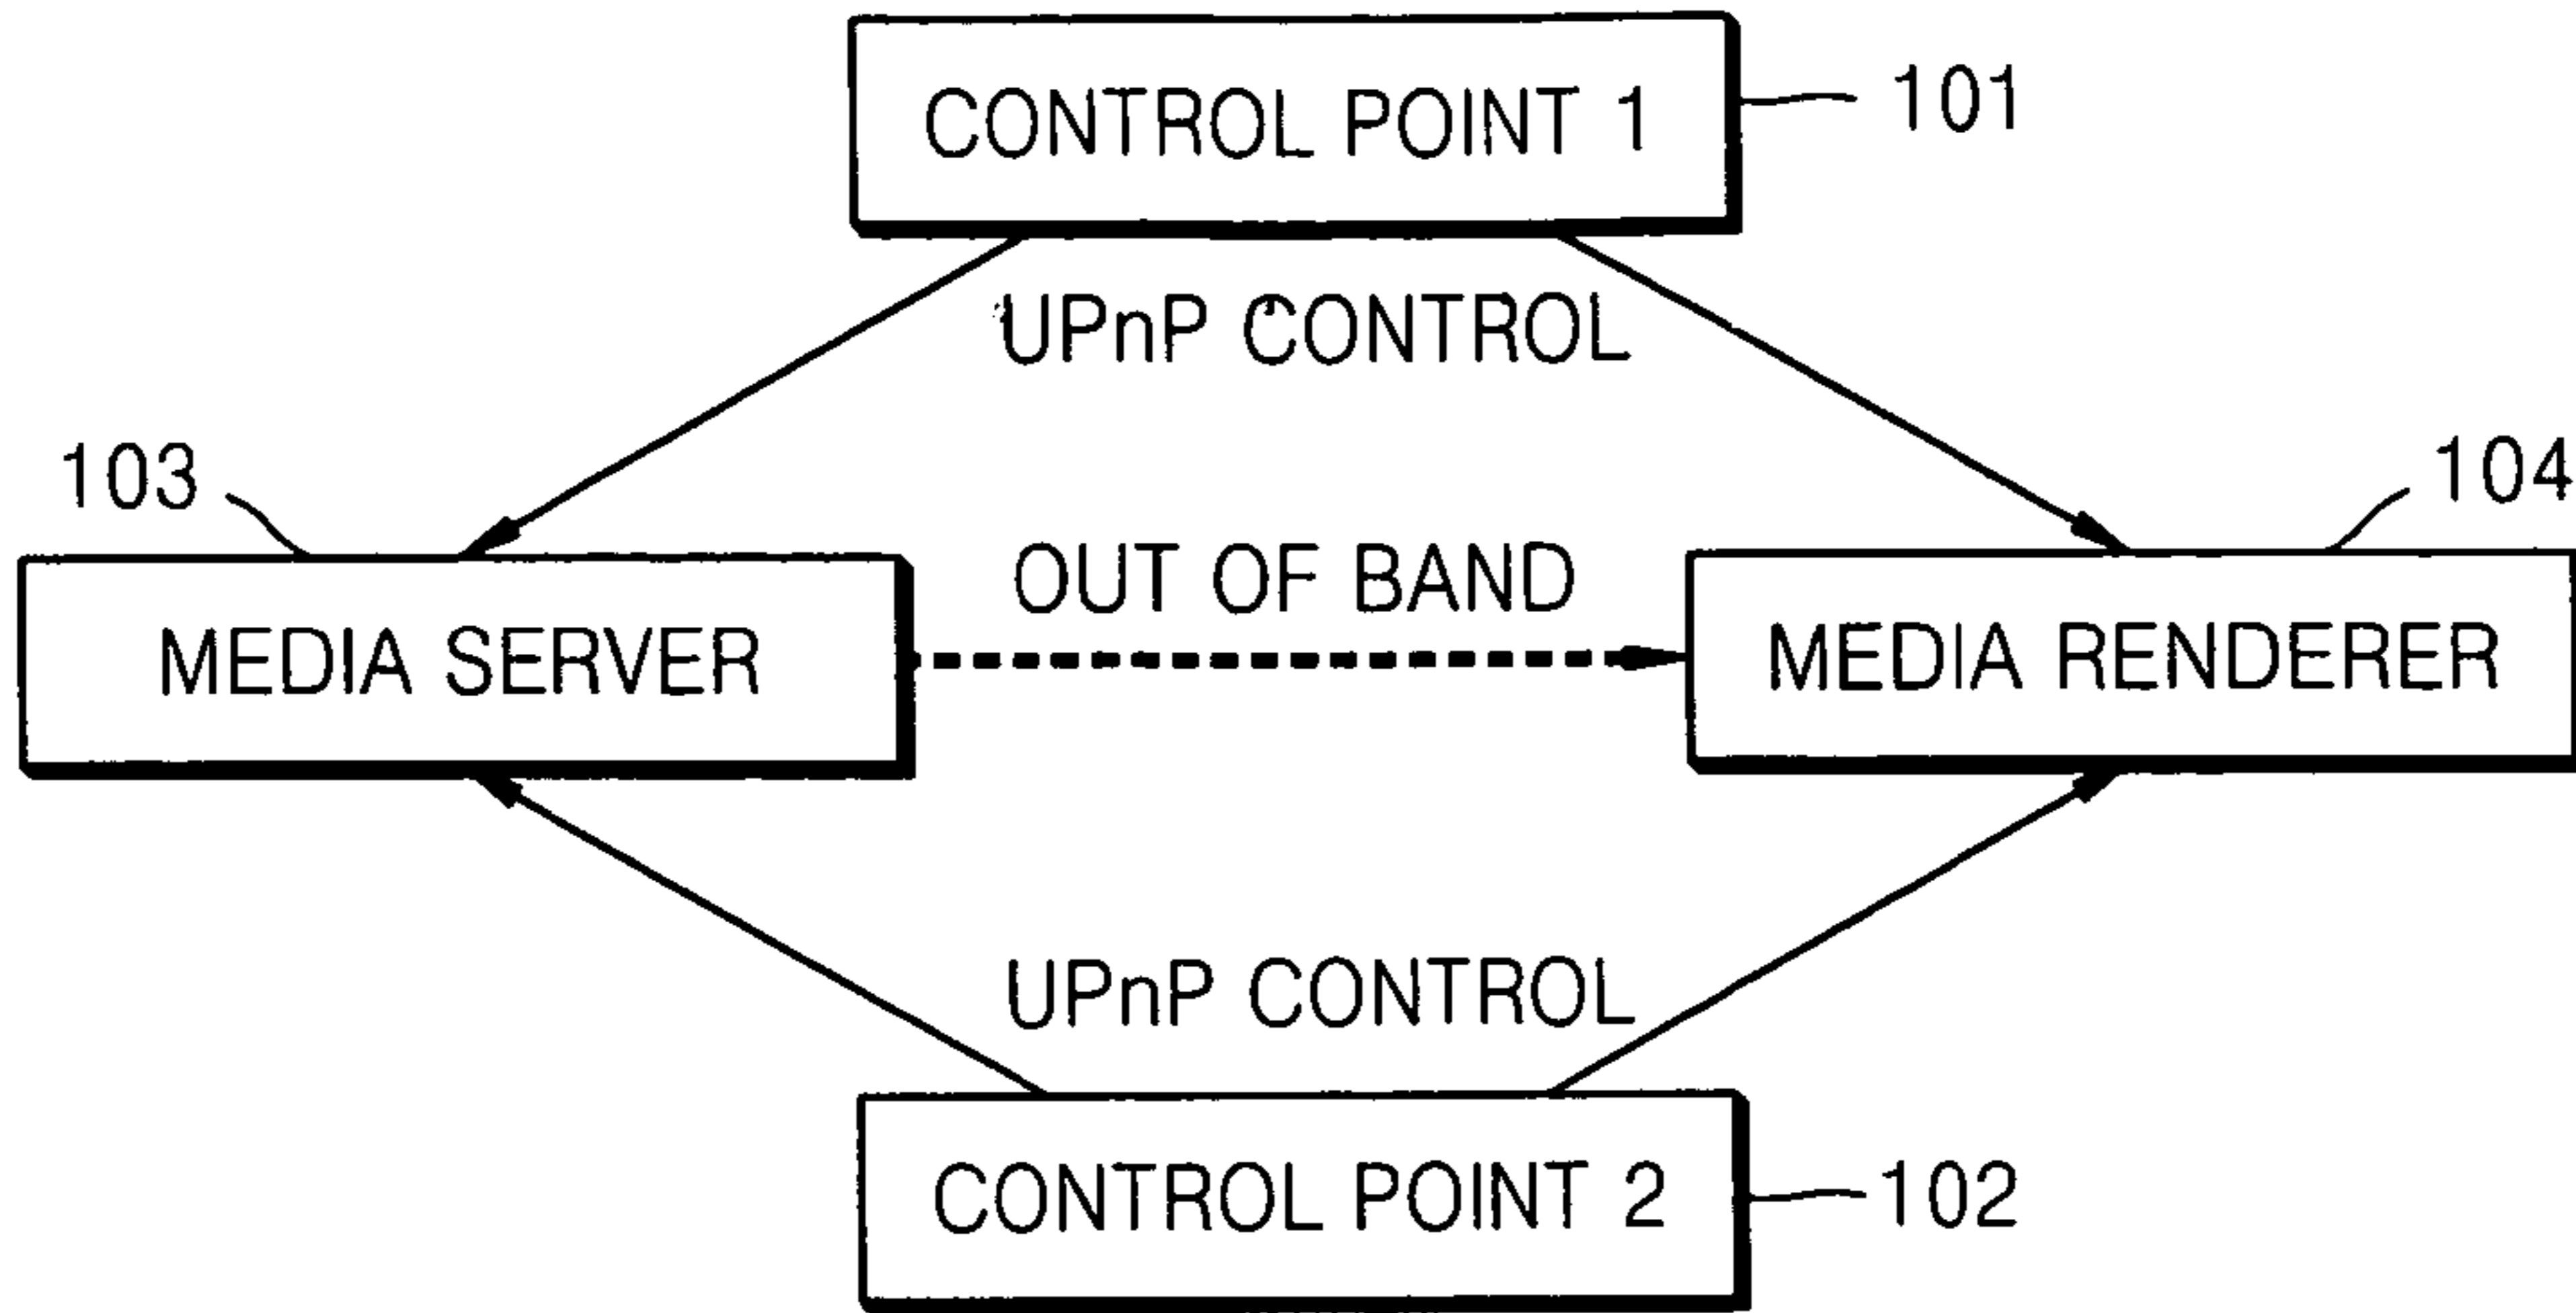 CONTROL POINT 1
101
UPnP CONTROL
103
104
OUT OF BAND
MEDIA SERVER
MEDIA RENDERER
UPnP CONTROL
CONTROL POINT 2
102